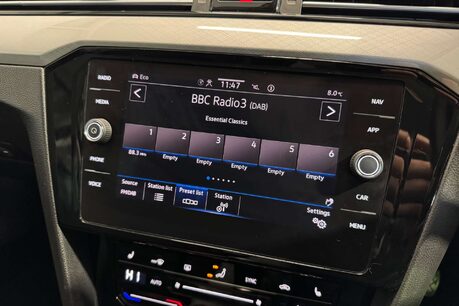 RADIO
MEDIA
PHONE
VOICE
Eco
11:47
8.0°C
BBC Radio3 (DAB)
Essential Classics
1 2 3 4 5 6
88.3 MHz Empty Empty Empty Empty Empty
Source Station list Preset list Station Settings
FM/DAB
NAV
APP
CAR
MENU
AUTO
SYNC